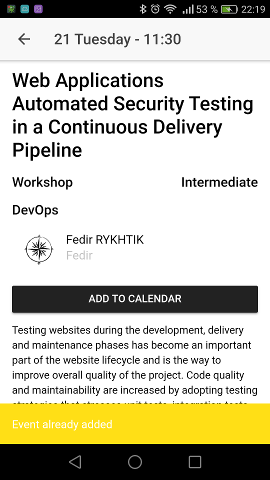 53 % 22:19
21 Tuesday - 11:30
Web Applications
Automated Security Testing
in a Continuous Delivery
Pipeline
Workshop Intermediate
DevOps
Fedir RYKHTIK
Fedir
ADD TO CALENDAR
Testing websites during the development, delivery
and maintenance phases has become an important
part of the website lifecycle and is the way to
improve overall quality of the project. Code quality
and maintainability are increased by adopting testing
Event already added